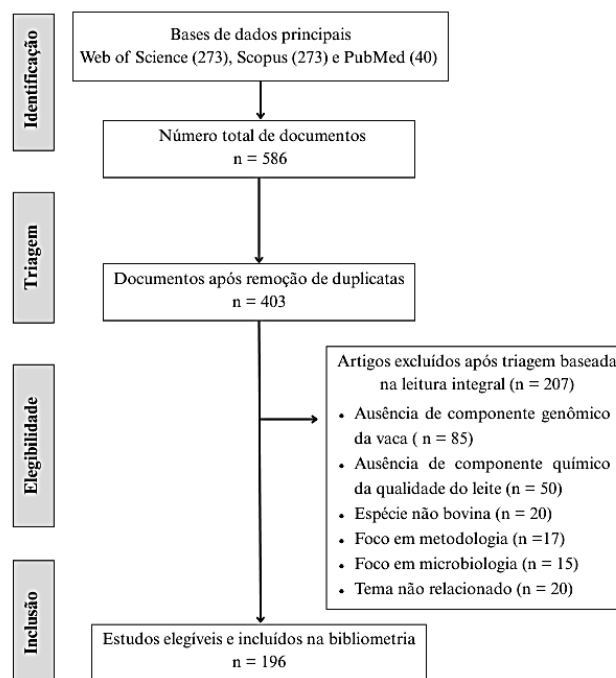 Identificação
Bases de dados principais
Web of Science (273), Scopus (273) e PubMed (40)
Número total de documentos
n = 586
Triagem
Documentos após remoção de duplicatas
n = 403
Elegibilidade
Artigos excluídos após triagem baseada
na leitura integral (n = 207)
• Ausência de componente genômico
da vaca ( n = 85)
• Ausência de componente químico
da qualidade do leite (n = 50)
• Espécie não bovina (n = 20)
• Foco em metodologia (n =17)
• Foco em microbiologia (n = 15)
• Tema não relacionado (n = 20)
Inclusão
Estudos elegíveis e incluídos na bibliometria
n = 196